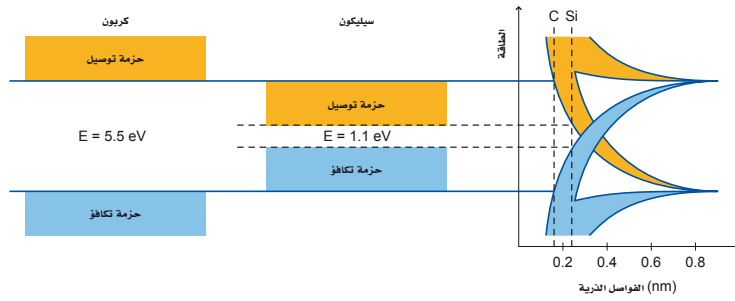 كربون
سيليكون
C Si
الطاقة
حزمة توصيل
حزمة توصيل
E = 5.5 eV
E = 1.1 eV
حزمة تكافؤ
حزمة تكافؤ
0.2 0.4 0.6 0.8
الفواصل الذرية (nm)